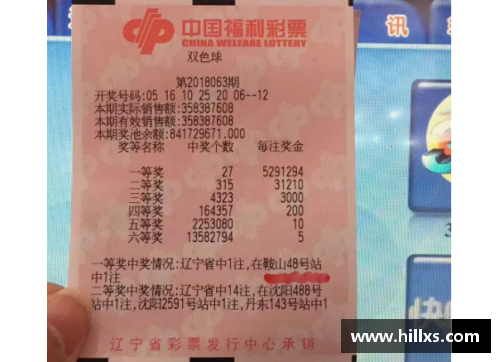 中国福利彩票
CHINA WELFARE LOTTERY
双色球
第2018063期
开奖号码:05 16 10 25 20 06--12
本期实际销售额:358387608
本期有效销售额:358387608
本期奖池余额:841729671.000
奖等名称 中奖个数 每注奖金
一等奖 27 5291294
二等奖 315 31210
三等奖 4323 3000
四等奖 164357 200
五等奖 2253080 10
六等奖 13582794 5
一等奖中奖情况:辽宁省中1注,在鞍山48号站
中1注
二等奖中奖情况:辽宁省中14注,在沈阳488号
站中1注,沈阳2591号站中1注,丹东143号站中1
辽宁省彩票发行中心承销
讯
www.hillxs.com